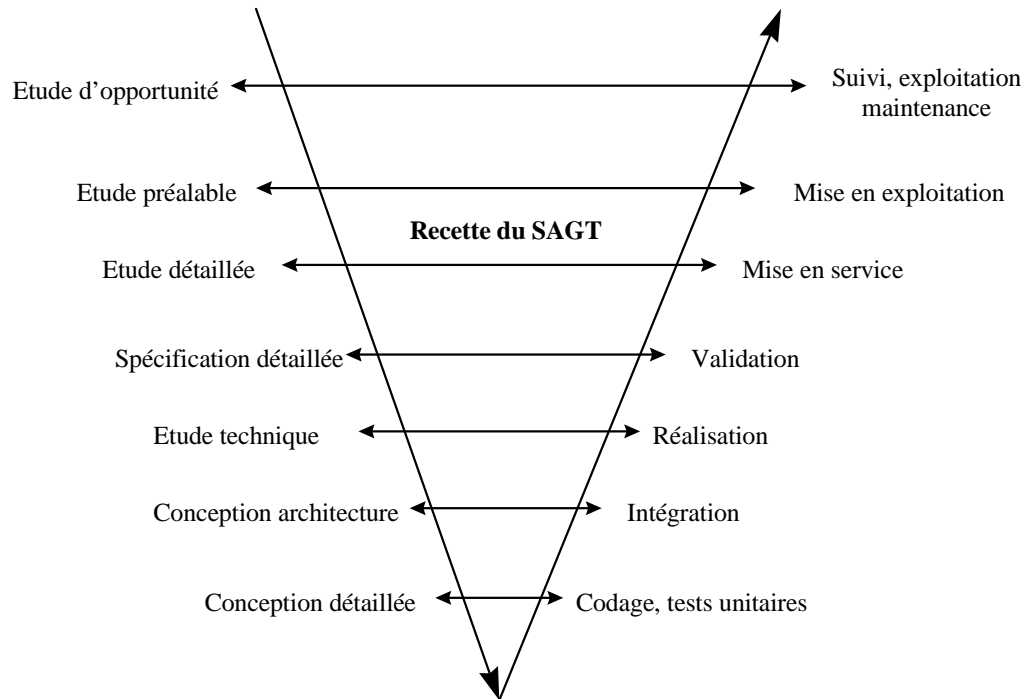 Etude d'opportunité
Suivi, exploitation
maintenance
Etude préalable
Mise en exploitation
Recette du SAGT
Etude détaillée
Mise en service
Spécification détaillée
Validation
Etude technique
Réalisation
Conception architecture
Intégration
Conception détaillée
Codage, tests unitaires